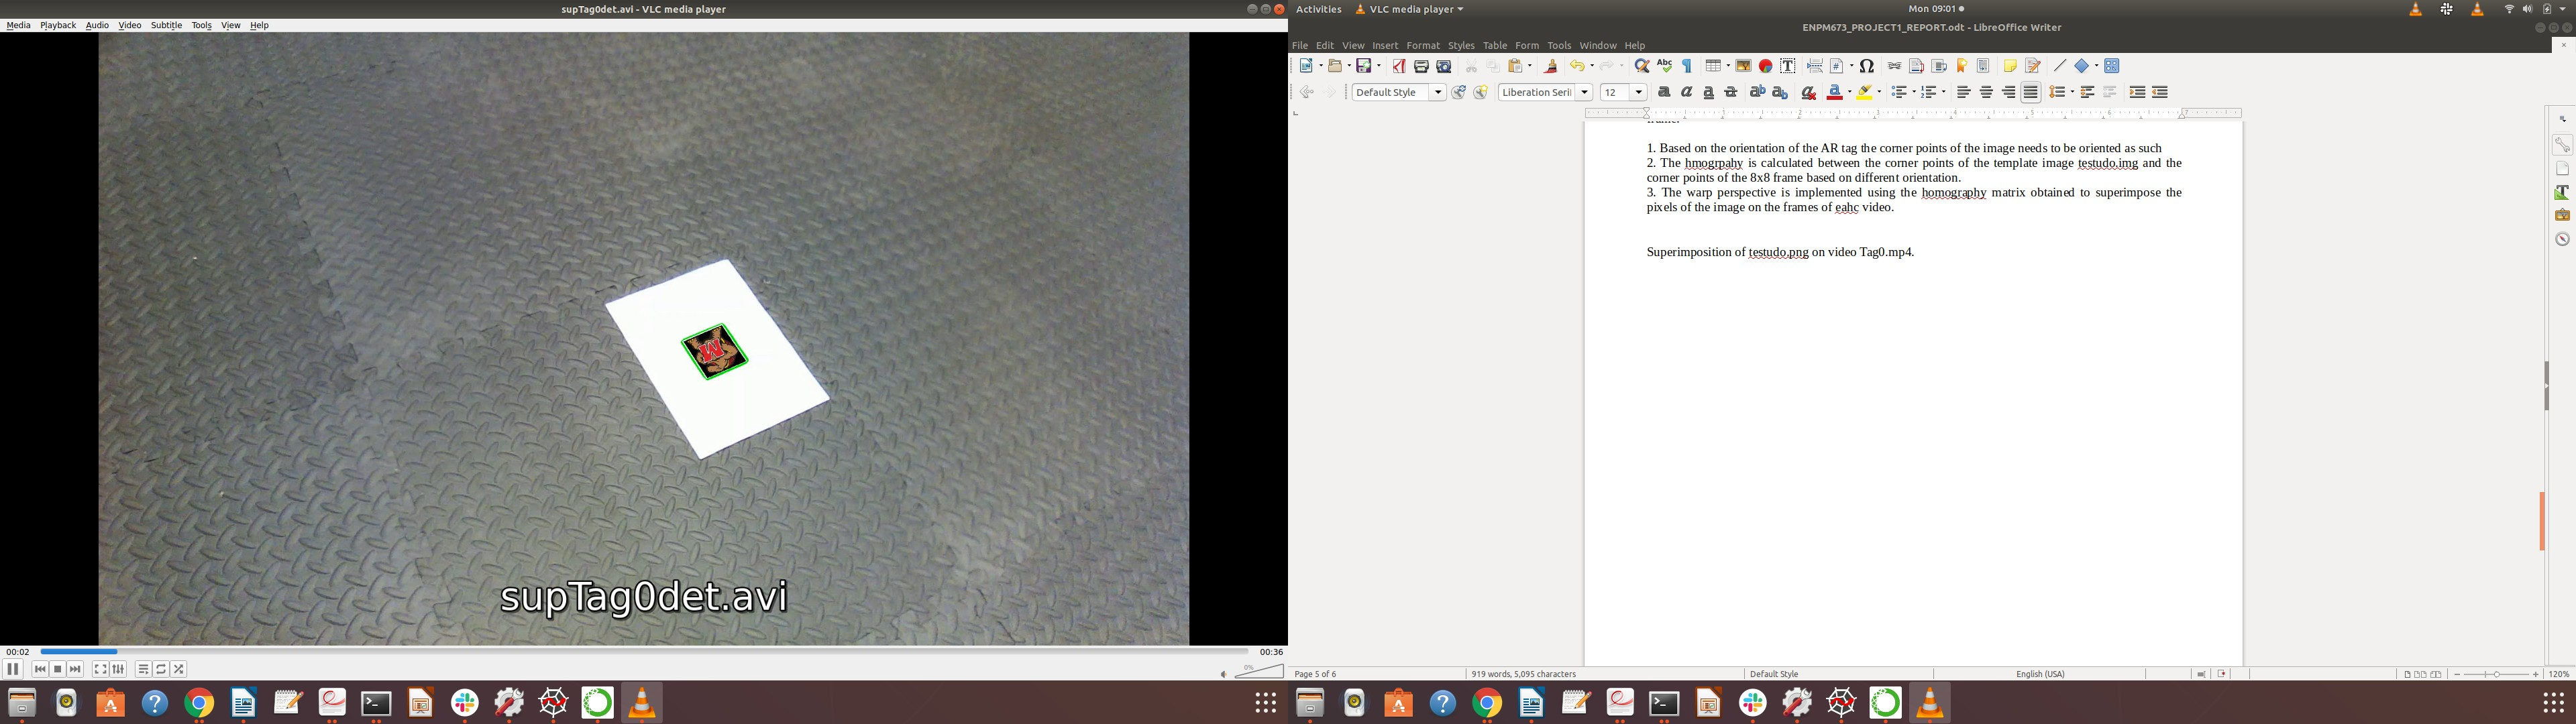 supTag0det.avi - VLC media player
Media Playback Audio Video Subtitle Tools View Help
M
supTag0det.avi
00:02
00:36
0%
Activities VLC media player Mon 09:01
ENPM673_PROJECT1_REPORT.odt - LibreOffice Writer
File Edit View Insert Format Styles Table Form Tools Window Help
Default Style Liberation Seri 12
frame.
1. Based on the orientation of the AR tag the corner points of the image needs to be oriented as such
2. The hmogrpahy is calculated between the corner points of the template image testudo.img and the
corner points of the 8x8 frame based on different orientation.
3. The warp perspective is implemented using the homography matrix obtained to superimpose the
pixels of the image on the frames of eahc video.
Superimposition of testudo.png on video Tag0.mp4.
Page 5 of 6 919 words, 5,095 characters Default Style English (USA) 120%